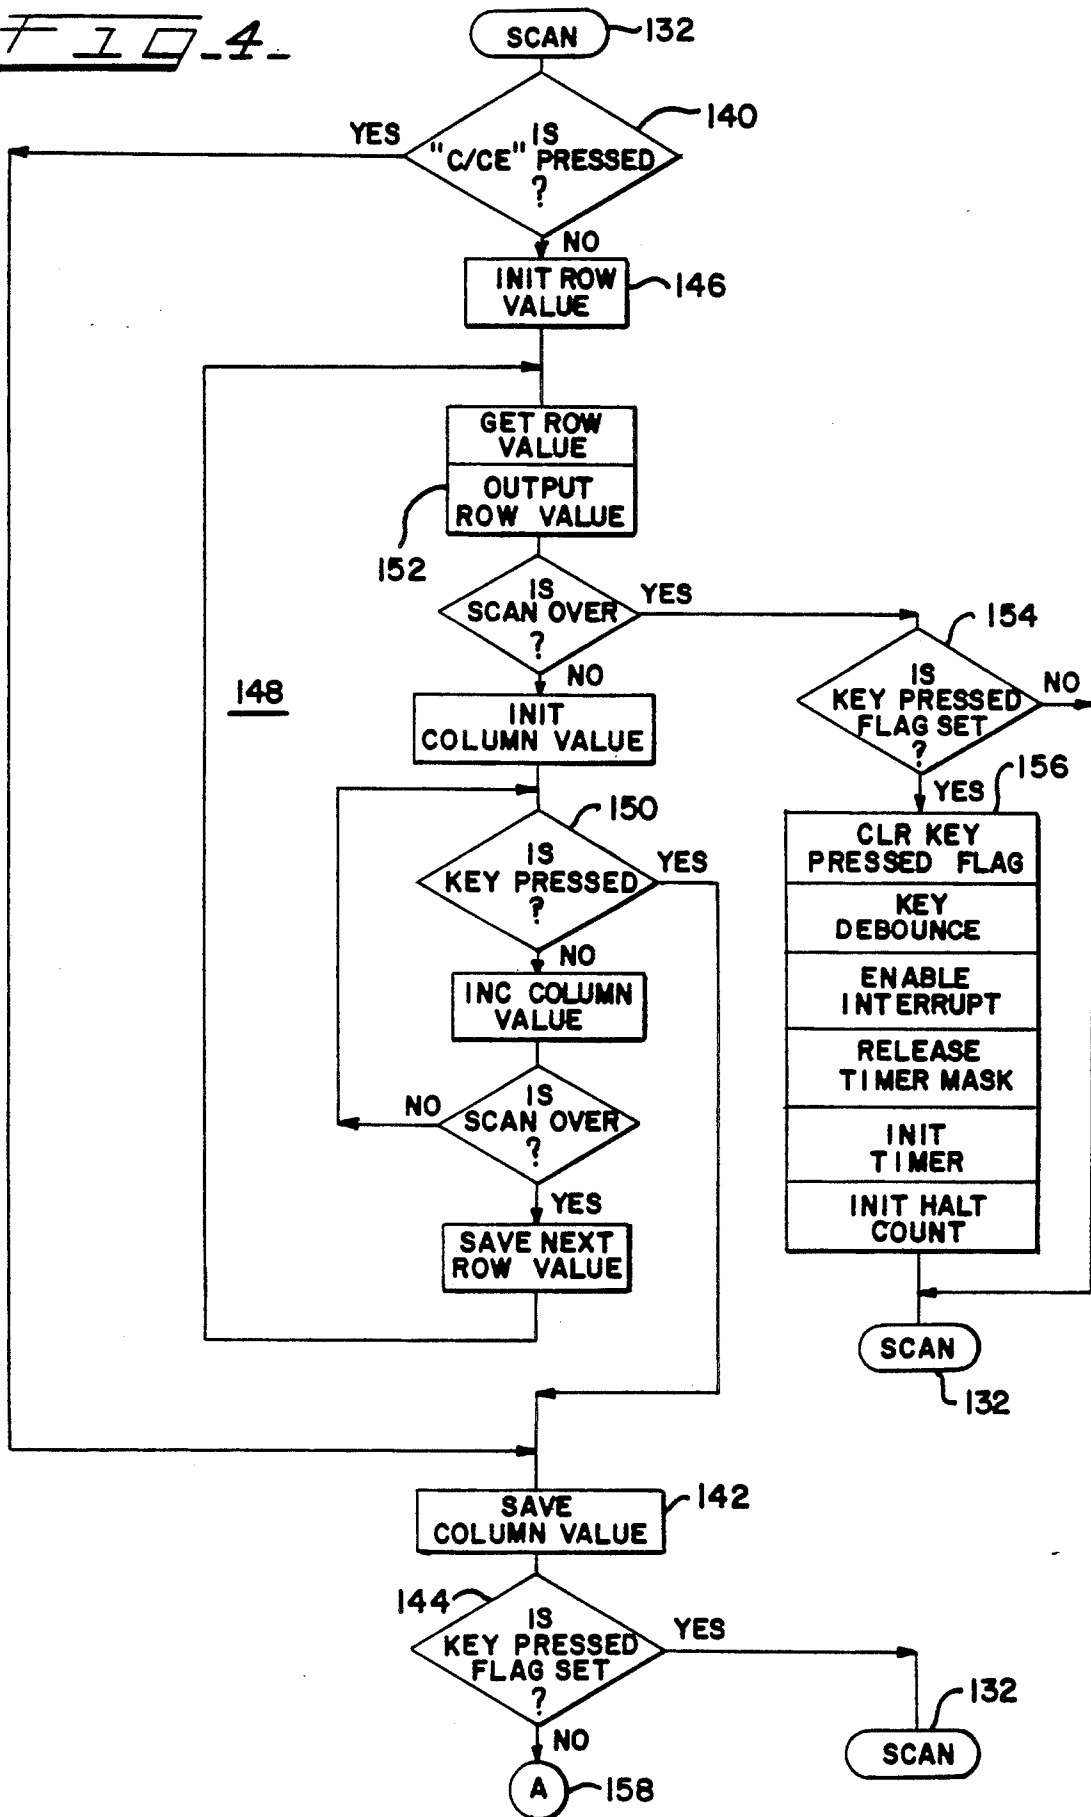 FIG_4_
SCAN
132
140
YES
IS
"C/CE" PRESSED
?
NO
INIT ROW
VALUE
146
GET ROW
VALUE
OUTPUT
ROW VALUE
152
IS
SCAN OVER
?
YES
NO
154
IS
KEY PRESSED
FLAG SET
?
NO
YES
156
148
INIT
COLUMN VALUE
150
IS
KEY PRESSED
?
YES
NO
CLR KEY
PRESSED FLAG
KEY
DEBOUNCE
ENABLE
INTERRUPT
RELEASE
TIMER MASK
INIT
TIMER
INIT HALT
COUNT
INC COLUMN
VALUE
IS
SCAN OVER
?
NO
YES
SAVE NEXT
ROW VALUE
SCAN
132
SAVE
COLUMN VALUE
142
144
IS
KEY PRESSED
FLAG SET
?
YES
NO
132
SCAN
A
158